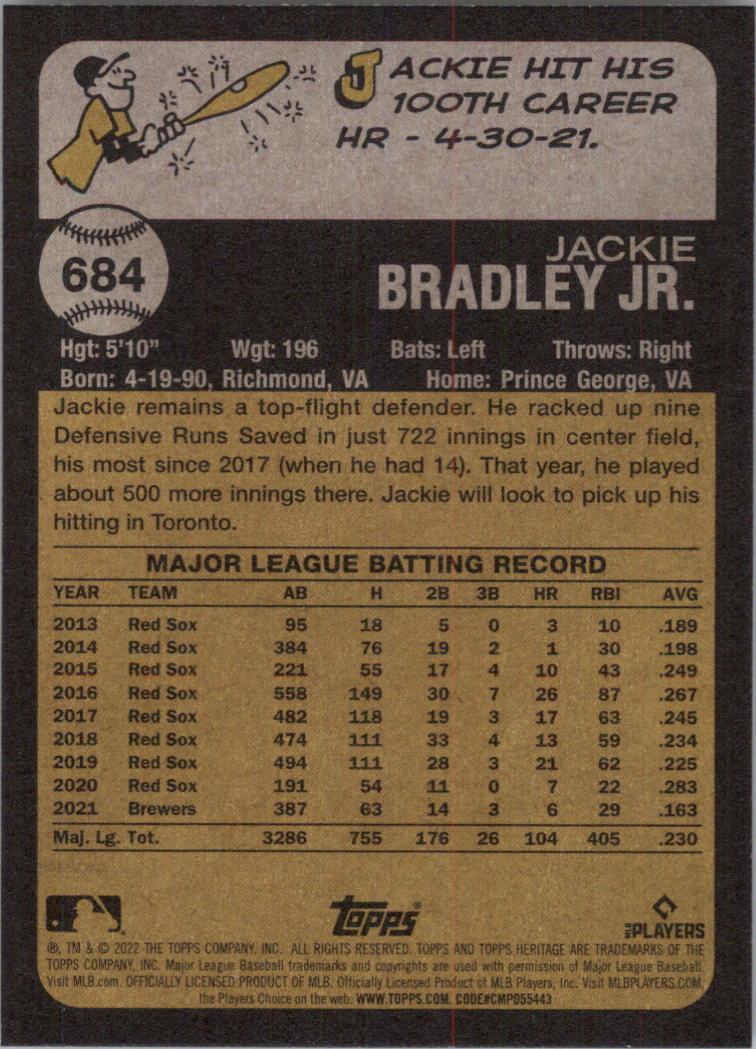 JACKIE HIT HIS
100TH CAREER
HR - 4-30-21.
684
JACKIE
BRADLEY JR.
Hgt: 5'10" Wgt: 196 Bats: Left Throws: Right
Born: 4-19-90, Richmond, VA Home: Prince George, VA
Jackie remains a top-flight defender. He racked up nine
Defensive Runs Saved in just 722 innings in center field,
his most since 2017 (when he had 14). That year, he played
about 500 more innings there. Jackie will look to pick up his
hitting in Toronto.
MAJOR LEAGUE BATTING RECORD
YEAR TEAM AB H 2B 3B HR RBI AVG
2013 Red Sox 95 18 5 0 3 10 .189
2014 Red Sox 384 76 19 2 1 30 .198
2015 Red Sox 221 55 17 4 10 43 .249
2016 Red Sox 558 149 30 7 26 87 .267
2017 Red Sox 482 118 19 3 17 63 .245
2018 Red Sox 474 111 33 4 13 59 .234
2019 Red Sox 494 111 28 3 21 62 .225
2020 Red Sox 191 54 11 0 7 22 .283
2021 Brewers 387 63 14 3 6 29 .163
Maj. Lg. Tot. 3286 755 176 26 104 405 .230
Topps® MLB PLAYERS
®, TM & © 2022 THE TOPPS COMPANY, INC. ALL RIGHTS RESERVED. TOPPS AND TOPPS HERITAGE ARE TRADEMARKS OF THE
TOPPS COMPANY, INC. Major League Baseball trademarks and copyrights are used with permission of Major League Baseball.
Visit MLB.com. OFFICIALLY LICENSED PRODUCT OF MLB. Officially Licensed Product of MLB Players, Inc. Visit MLBPLAYERS.COM,
the Players Choice on the web. WWW.TOPPS.COM. CODE#CMP055443